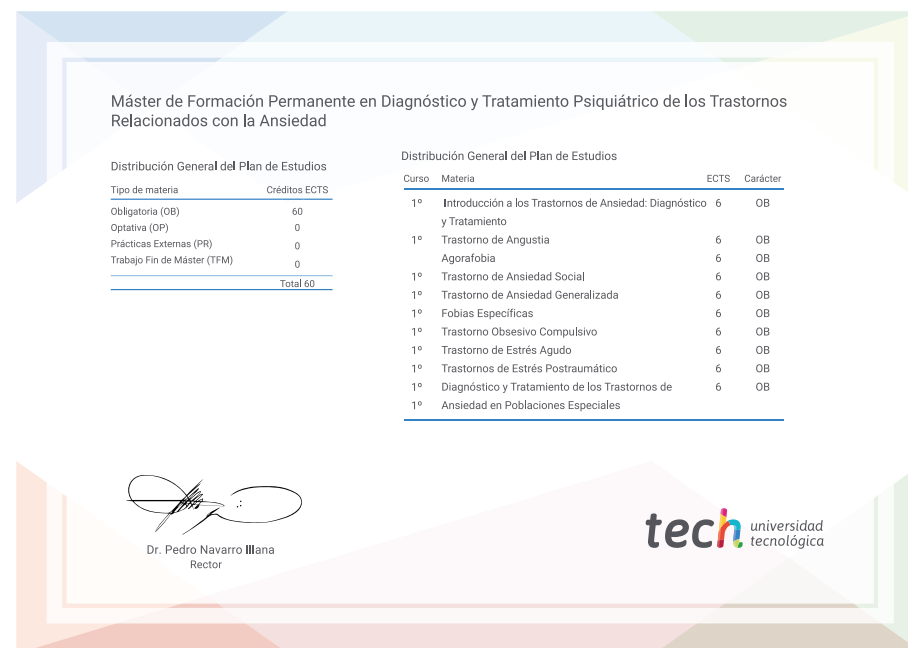 Máster de Formación Permanente en Diagnóstico y Tratamiento Psiquiátrico de los Trastornos
Relacionados con la Ansiedad
Distribución General del Plan de Estudios
Tipo de materia Créditos ECTS
Obligatoria (OB) 60
Optativa (OP) 0
Prácticas Externas (PR) 0
Trabajo Fin de Máster (TFM) 0
Total 60
Distribución General del Plan de Estudios
Curso Materia ECTS Carácter
1º Introducción a los Trastornos de Ansiedad: Diagnóstico 6 OB
y Tratamiento
1º Trastorno de Angustia 6 OB
Agorafobia 6 OB
1º Trastorno de Ansiedad Social 6 OB
1º Trastorno de Ansiedad Generalizada 6 OB
1º Fobias Específicas 6 OB
1º Trastorno Obsesivo Compulsivo 6 OB
1º Trastorno de Estrés Agudo 6 OB
1º Trastornos de Estrés Postraumático 6 OB
1º Diagnóstico y Tratamiento de los Trastornos de 6 OB
1º Ansiedad en Poblaciones Especiales
Dr. Pedro Navarro Illana
Rector
tech universidad
tecnológica